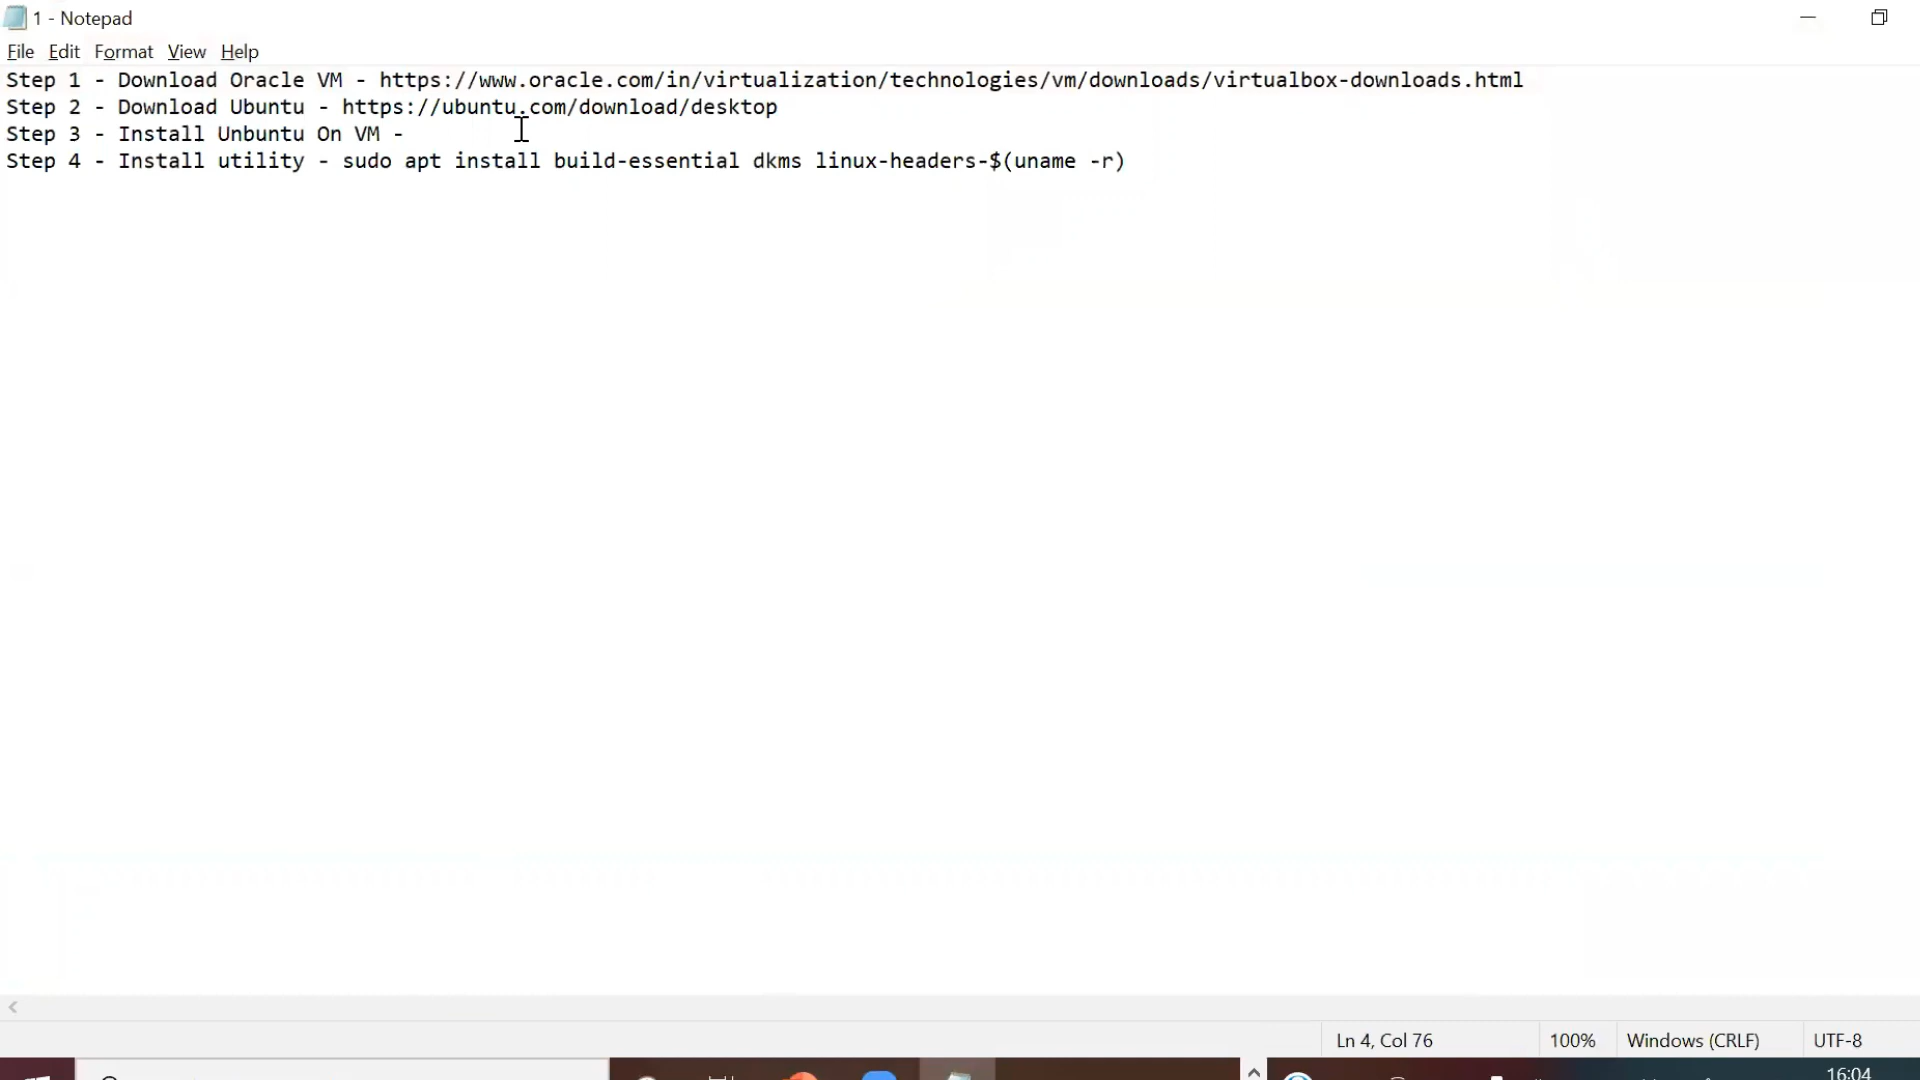 1 - Notepad
File Edit Format View Help
Step 1 - Download Oracle VM - https://www.oracle.com/in/virtualization/technologies/vm/downloads/virtualbox-downloads.html
Step 2 - Download Ubuntu - https://ubuntu.com/download/desktop
Step 3 - Install Unbuntu On VM -
Step 4 - Install utility - sudo apt install build-essential dkms linux-headers-$(uname -r)
Ln 4, Col 76 100% Windows (CRLF) UTF-8
16:04